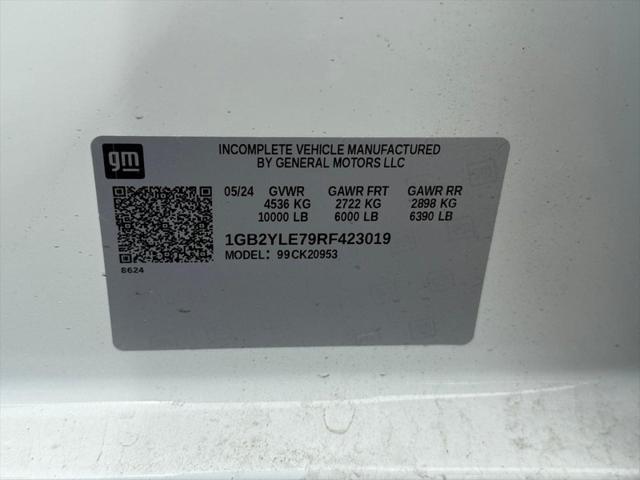 gm
INCOMPLETE VEHICLE MANUFACTURED
BY GENERAL MOTORS LLC
05/24 GVWR GAWR FRT GAWR RR
4536 KG 2722 KG 2898 KG
10000 LB 6000 LB 6390 LB
1GB2YLE79RF423019
MODEL: 99CK20953
8624